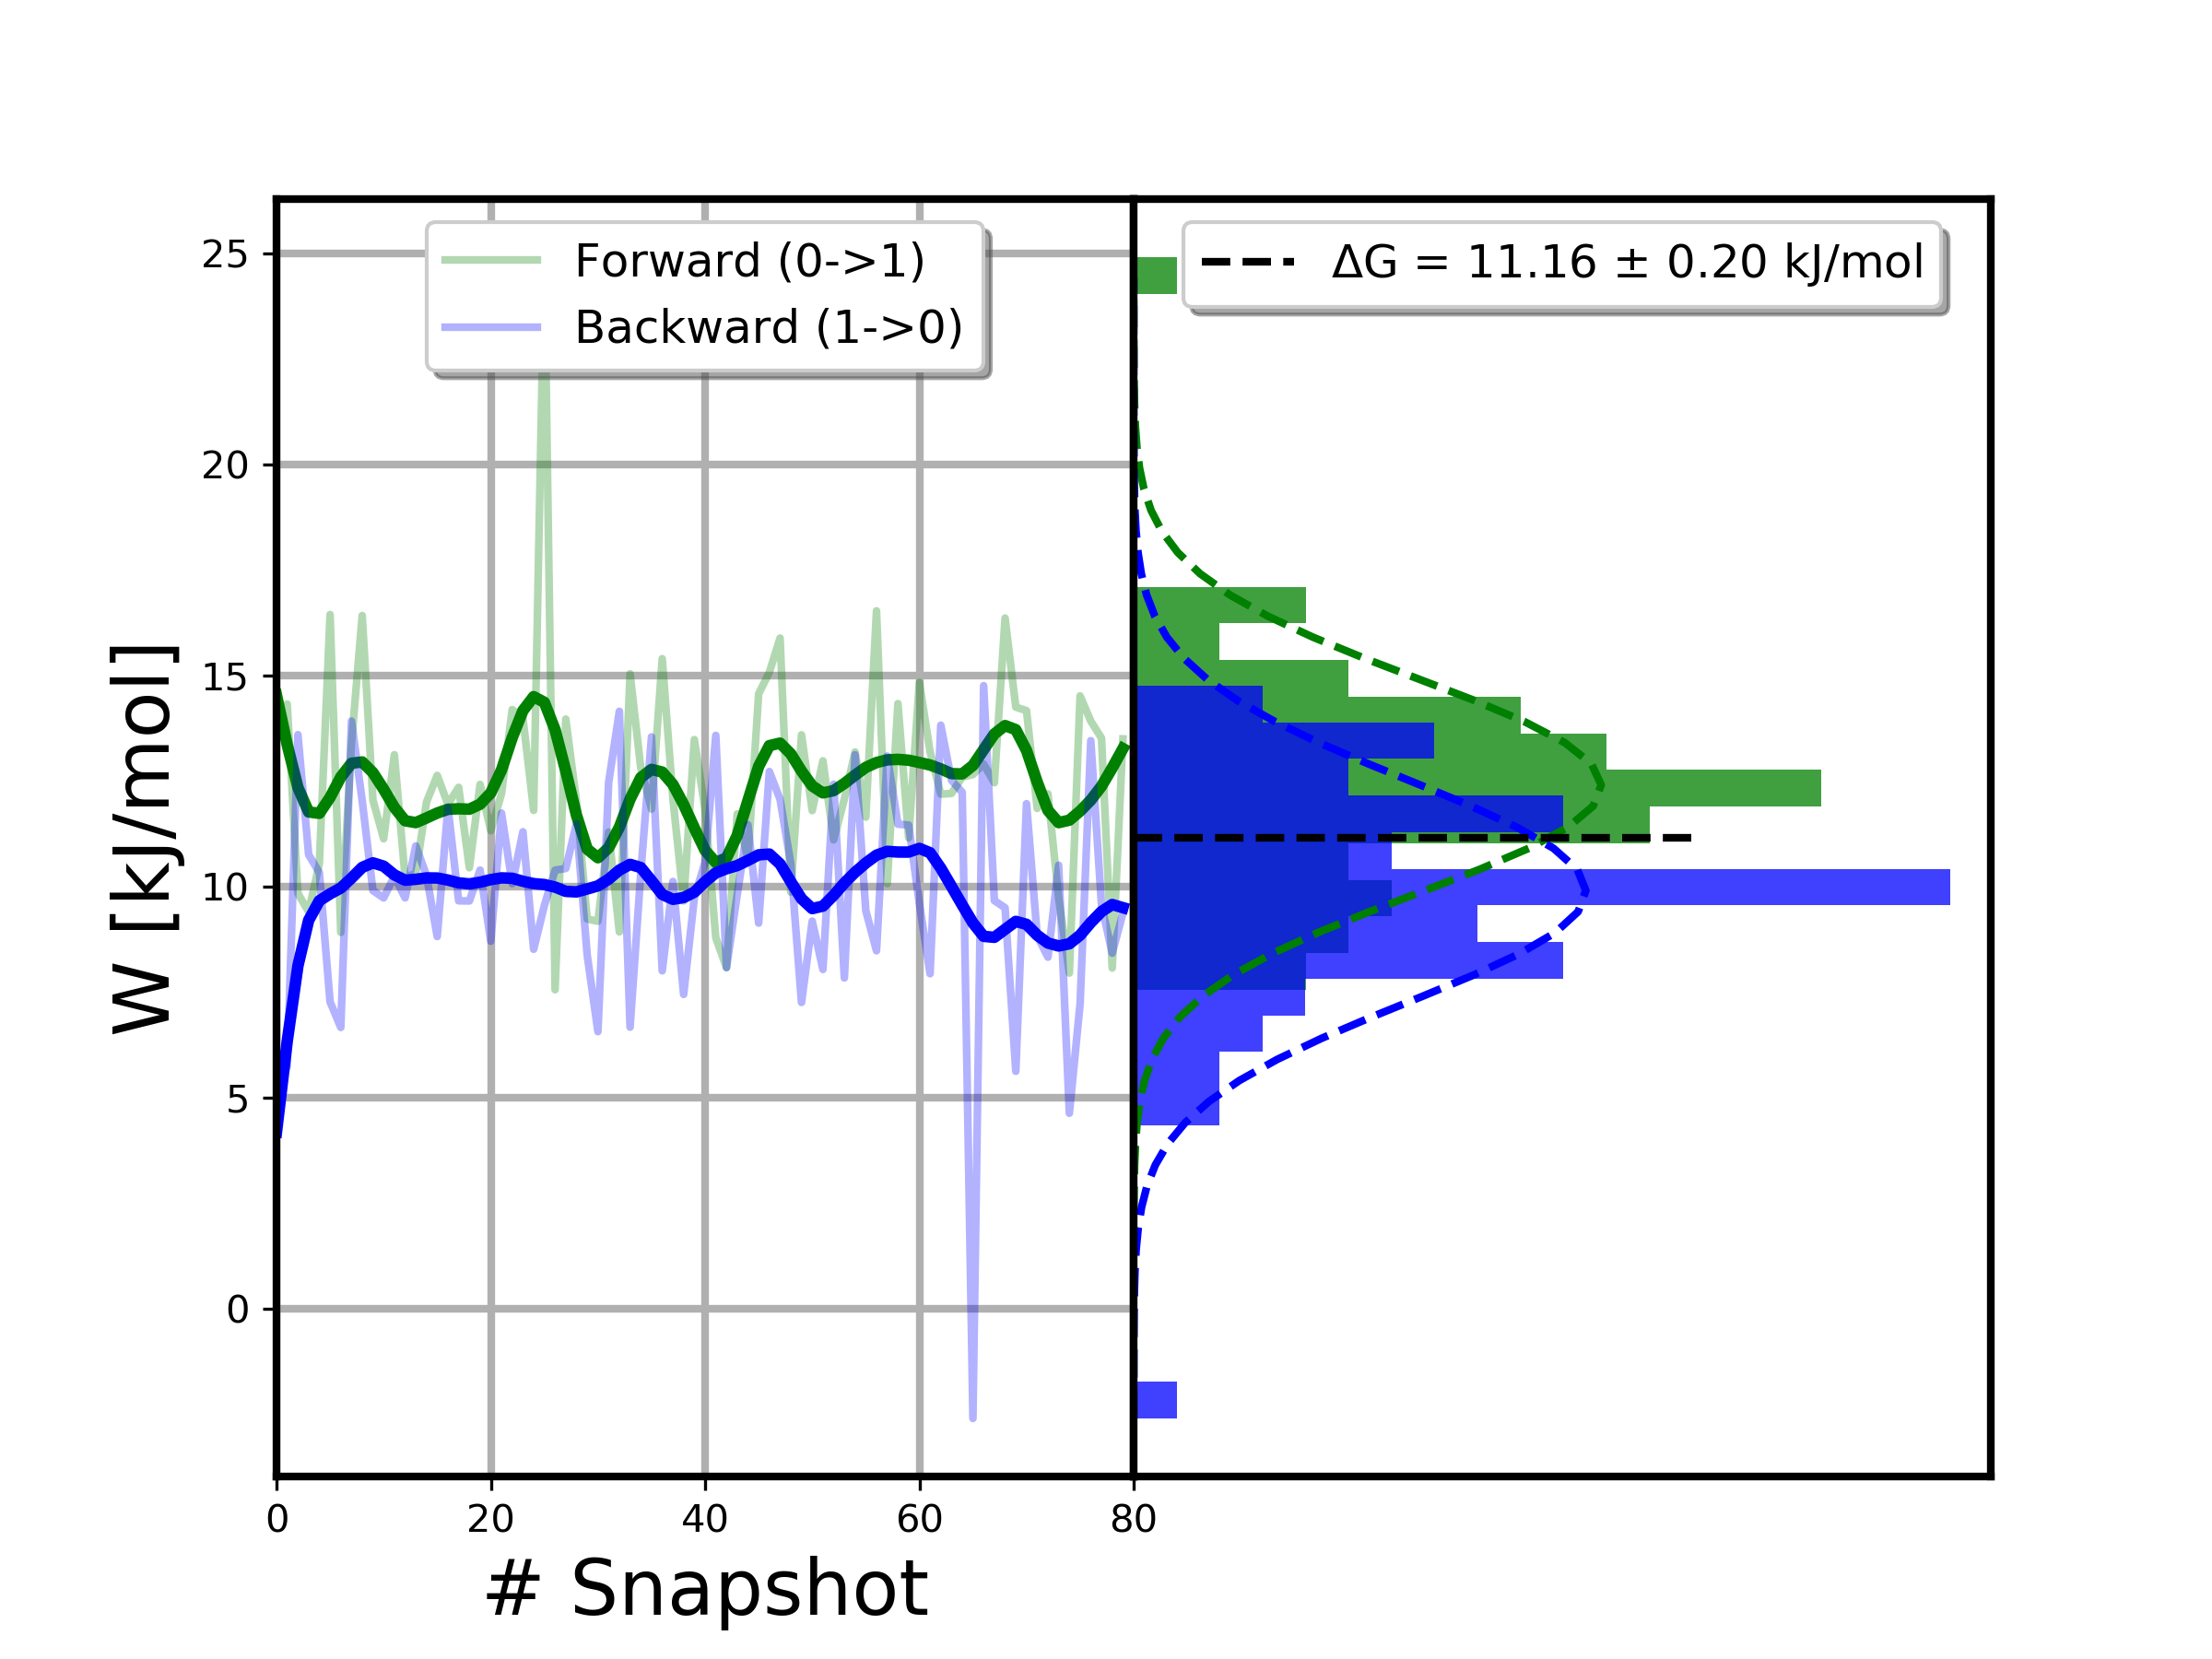 Forward (0->1)
Backward (1->0)
ΔG = 11.16 ± 0.20 kJ/mol
25
20
15
10
5
0
W [kJ/mol]
0 20 40 60 80
# Snapshot